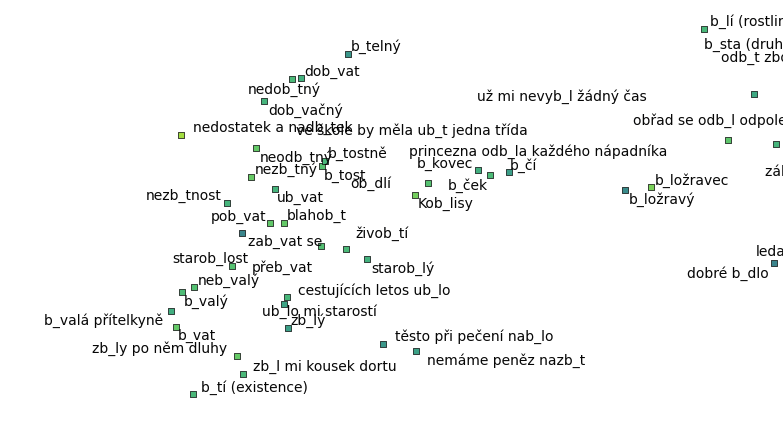 b_lí (rostlin
b_telný
b_sta (druh
odb_t zbo
dob_vat
nedob_tný
už mi nevyb_l žádný čas
dob_vačný
obřad se odb_l odpole
nedostatek a nadb_tek
ve škole by měla ub_t jedna třída
neodb_tný
b_tostně
princezna odb_la každého nápadníka
b_kovec
b_čí
nezb_tný
b_tost
ob_dlí
b_ček
b_ložravec
nezb_tnost
ub_vat
Kob_lisy
b_ložravý
pob_vat
blahob_t
zab_vat se
živob_tí
starob_lost
přeb_vat
starob_lý
dobré b_dlo
neb_valý
cestujících letos ub_lo
b_valý
ub_lo mi starostí
b_valá přítelkyně
zb_lý
b_vat
těsto při pečení nab_lo
zb_ly po něm dluhy
zb_l mi kousek dortu
nemáme peněz nazb_t
b_tí (existence)